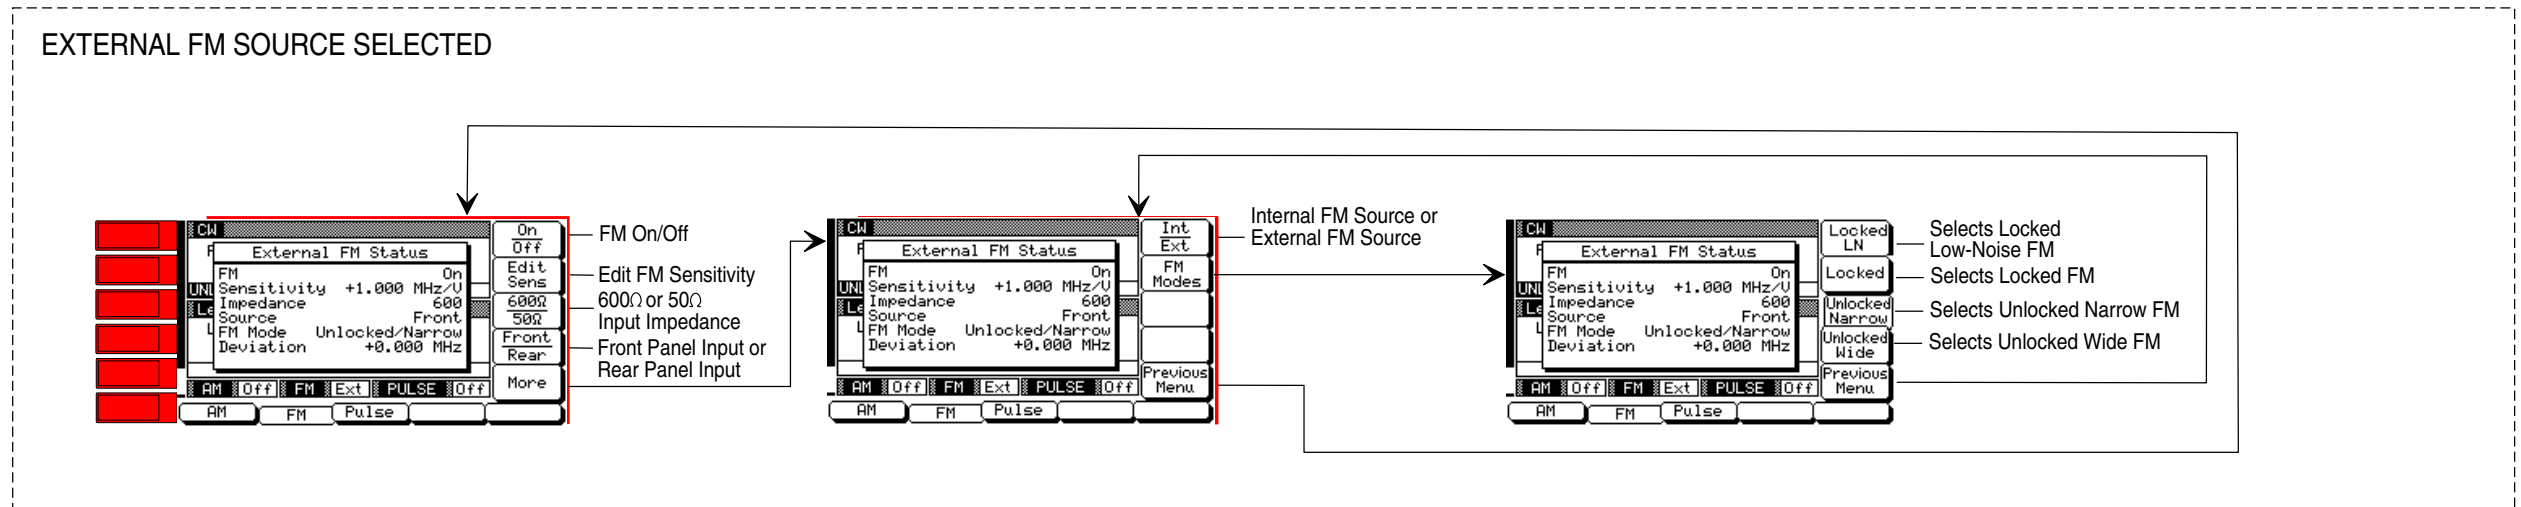 EXTERNAL FM SOURCE SELECTED
CW
External FM Status
FM On
Sensitivity +1.000 MHz/V
Impedance 600
Source Front
FM Mode Unlocked/Narrow
Deviation +0.000 MHz
UNL
Le
AM Off FM Ext PULSE Off
AM FM Pulse
On
Off
Edit
Sens
600Ω
50Ω
Front
Rear
More
FM On/Off
Edit FM Sensitivity
600Ω or 50Ω
Input Impedance
Front Panel Input or
Rear Panel Input
CW
External FM Status
FM On
Sensitivity +1.000 MHz/V
Impedance 600
Source Front
FM Mode Unlocked/Narrow
Deviation +0.000 MHz
UNL
Le
AM Off FM Ext PULSE Off
AM FM Pulse
Int
Ext
FM
Modes
Previous
Menu
Internal FM Source or
External FM Source
CW
External FM Status
FM On
Sensitivity +1.000 MHz/V
Impedance 600
Source Front
FM Mode Unlocked/Narrow
Deviation +0.000 MHz
UNL
Le
AM Off FM Ext PULSE Off
AM FM Pulse
Locked
LN
Locked
Unlocked
Narrow
Unlocked
Wide
Previous
Menu
Selects Locked
Low-Noise FM
Selects Locked FM
Selects Unlocked Narrow FM
Selects Unlocked Wide FM